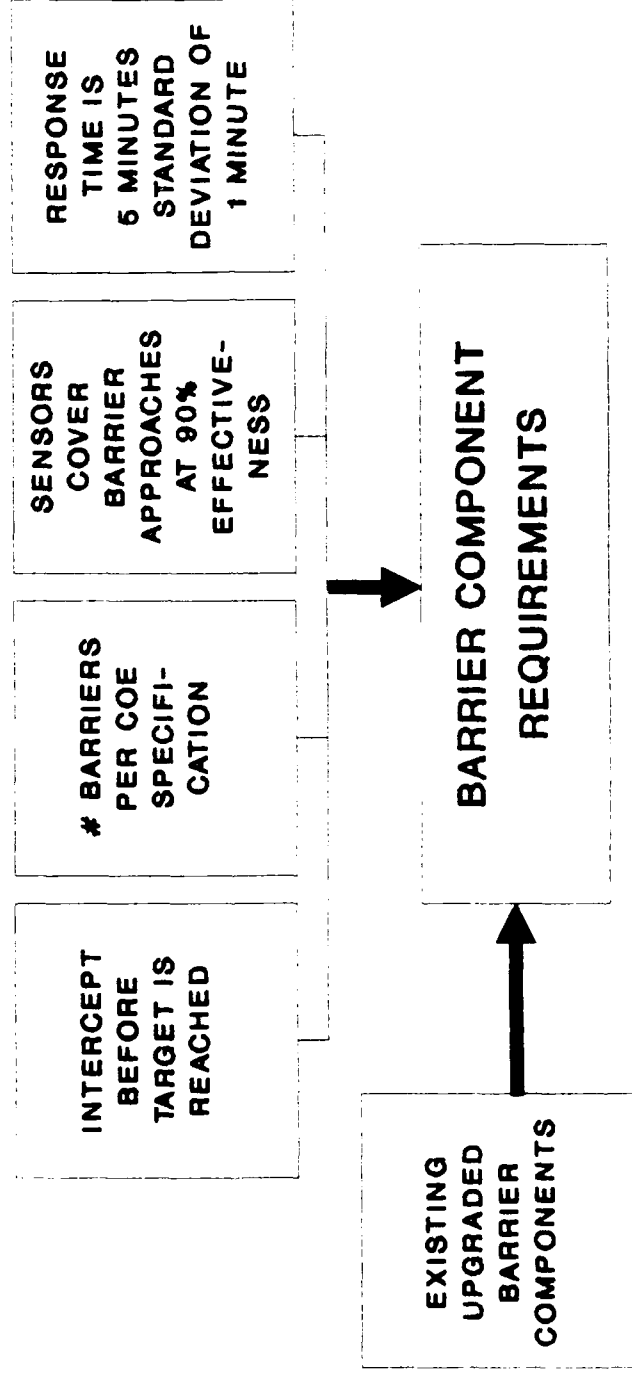 INTERCEPT
BEFORE
TARGET IS
REACHED
# BARRIERS
PER COE
SPECIFI-
CATION
SENSORS
COVER
BARRIER
APPROACHES
AT 90%
EFFECTIVE-
NESS
RESPONSE
TIME IS
5 MINUTES
STANDARD
DEVIATION OF
1 MINUTE
EXISTING
UPGRADED
BARRIER
COMPONENTS
BARRIER COMPONENT
REQUIREMENTS